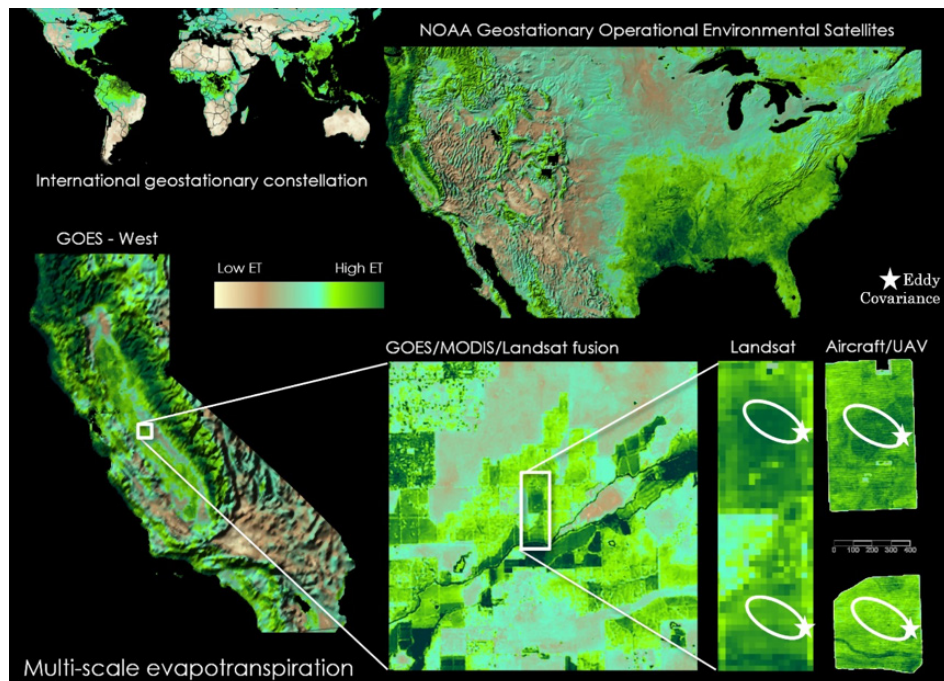 NOAA Geostationary Operational Environmental Satellites
International geostationary constellation
GOES - West
Low ET High ET
Eddy
Covariance
GOES/MODIS/Landsat fusion
Landsat
Aircraft/UAV
0 100 200 300 400
Multi-scale evapotranspiration